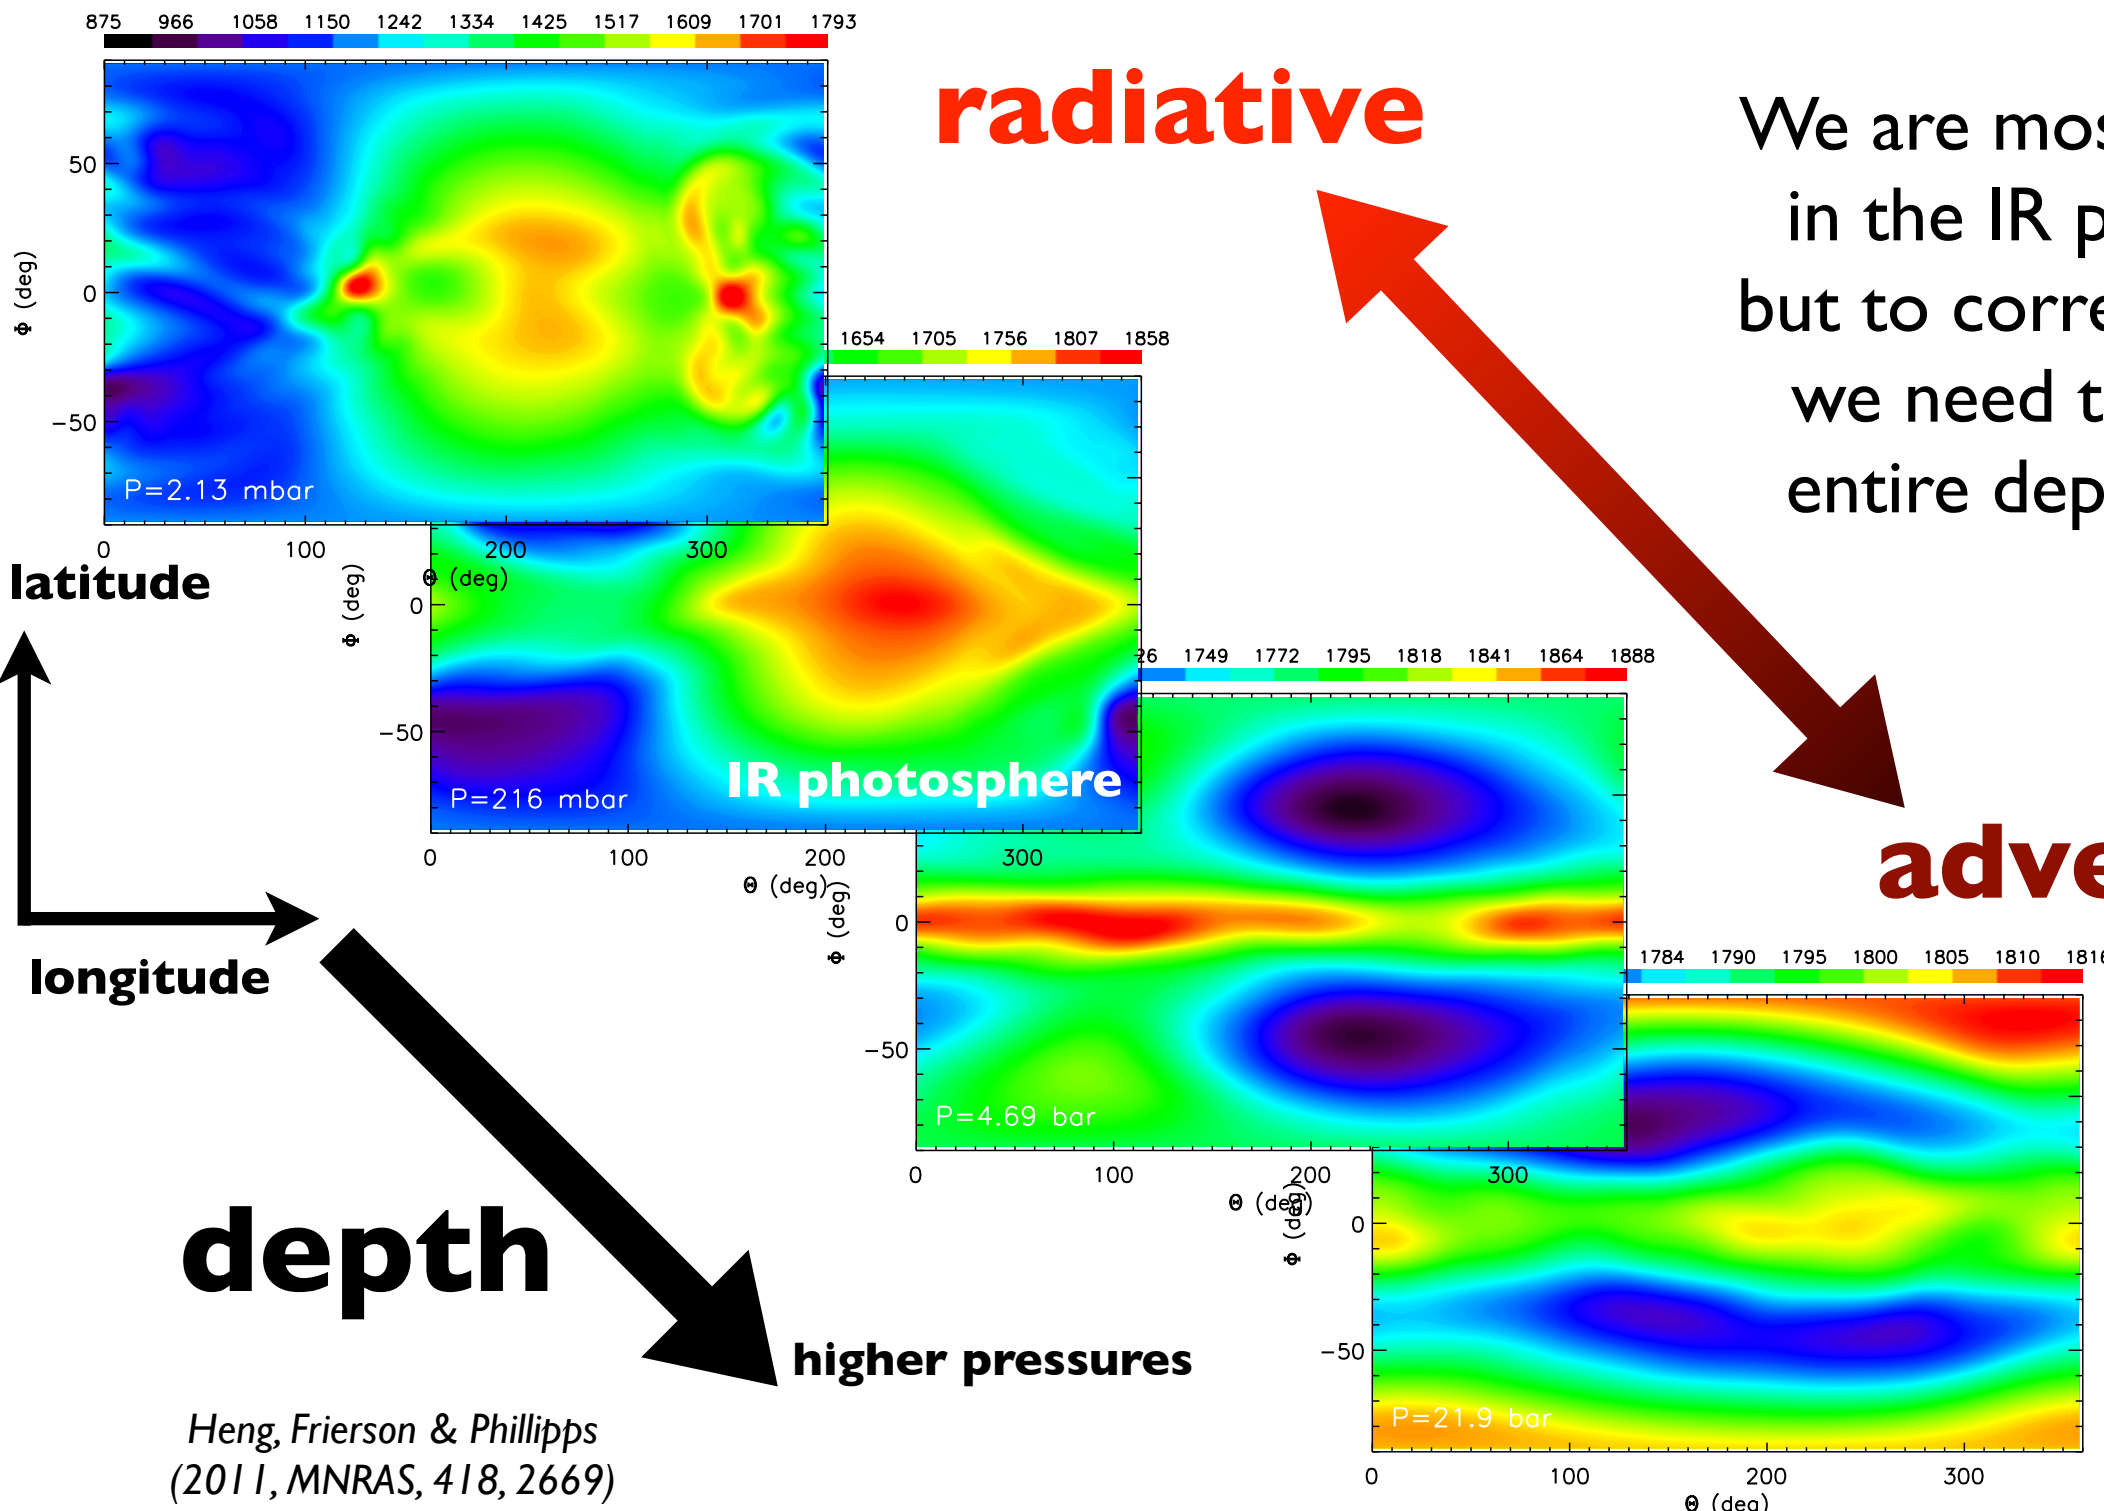 875 966 1058 1150 1242 1334 1425 1517 1609 1701 1793
radiative
We are mos
in the IR p
but to corre
we need t
entire dep
50
0
−50
Φ (deg)
P=2.13 mbar
0 100 200 300
Θ (deg)
latitude
longitude
1654 1705 1756 1807 1858
Φ (deg)
0
−50
IR photosphere
P=216 mbar
0 100 200 300
Θ (deg)
26 1749 1772 1795 1818 1841 1864 1888
Φ (deg)
0
−50
P=4.69 bar
0 100 200 300
Θ (deg)
adve
1784 1790 1795 1800 1805 1810 1816
Φ (deg)
0
−50
P=21.9 bar
0 100 200 300
Θ (deg)
depth
higher pressures
Heng, Frierson & Phillipps
(2011, MNRAS, 418, 2669)